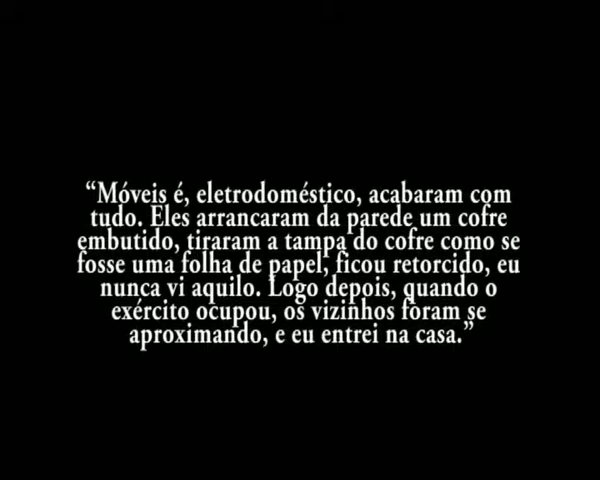 “Móveis é, eletrodoméstico, acabaram com
tudo. Eles arrancaram da parede um cofre
embutido, tiraram a tampa do cofre como se
fosse uma folha de papel, ficou retorcido, eu
nunca vi aquilo. Logo depois, quando o
exército ocupou, os vizinhos foram se
aproximando, e eu entrei na casa.”